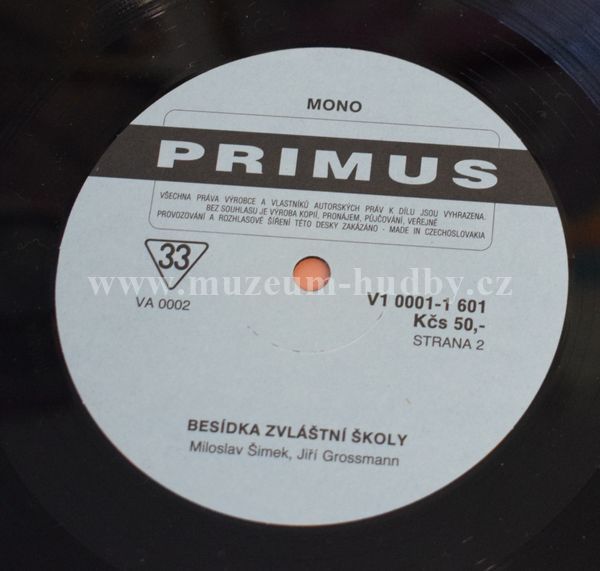 MONO
PRIMUS
VŠECHNA PRÁVA VÝROBCE A VLASTNÍKŮ AUTORSKÝCH PRÁV K DÍLU JSOU VYHRAZENA.
BEZ SOUHLASU JE VÝROBA KOPIÍ, PRONÁJEM, PŮJČOVÁNÍ, VEŘEJNÉ
PROVOZOVÁNÍ A ROZHLASOVÉ ŠÍŘENÍ TÉTO DESKY ZAKÁZÁNO - MADE IN CZECHOSLOVAKIA
33
www.muzeum-hudby.cz
VA 0002
V1 0001-1 601
Kčs 50,-
STRANA 2
BESÍDKA ZVLÁŠTNÍ ŠKOLY
Miloslav Šimek, Jiří Grossmann